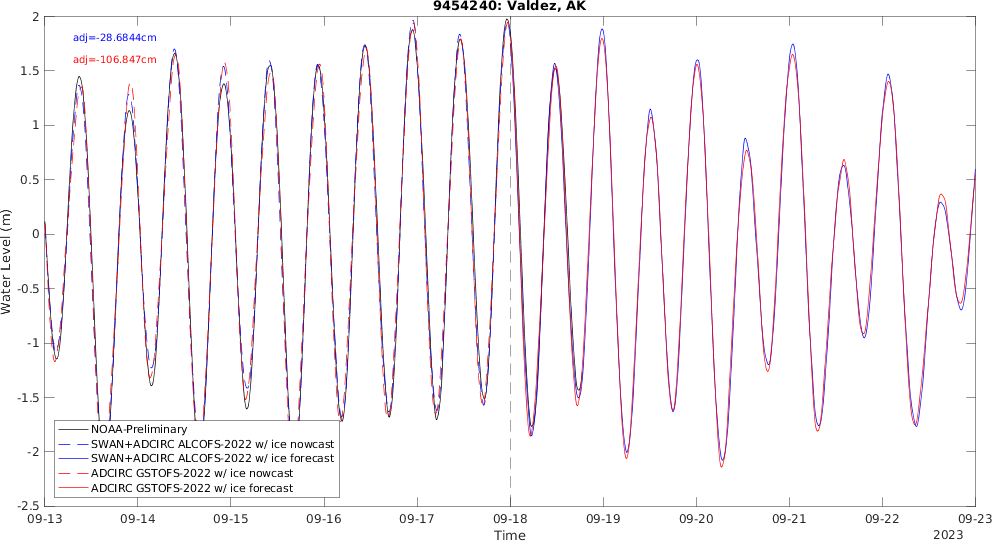 9454240: Valdez, AK
adj=-28.6844cm
adj=-106.847cm
Water Level (m)
2
1.5
1
0.5
0
-0.5
-1
-1.5
-2
-2.5
NOAA-Preliminary
SWAN+ADCIRC ALCOFS-2022 w/ ice nowcast
SWAN+ADCIRC ALCOFS-2022 w/ ice forecast
ADCIRC GSTOFS-2022 w/ ice nowcast
ADCIRC GSTOFS-2022 w/ ice forecast
09-13 09-14 09-15 09-16 09-17 09-18 09-19 09-20 09-21 09-22 09-23
Time
2023